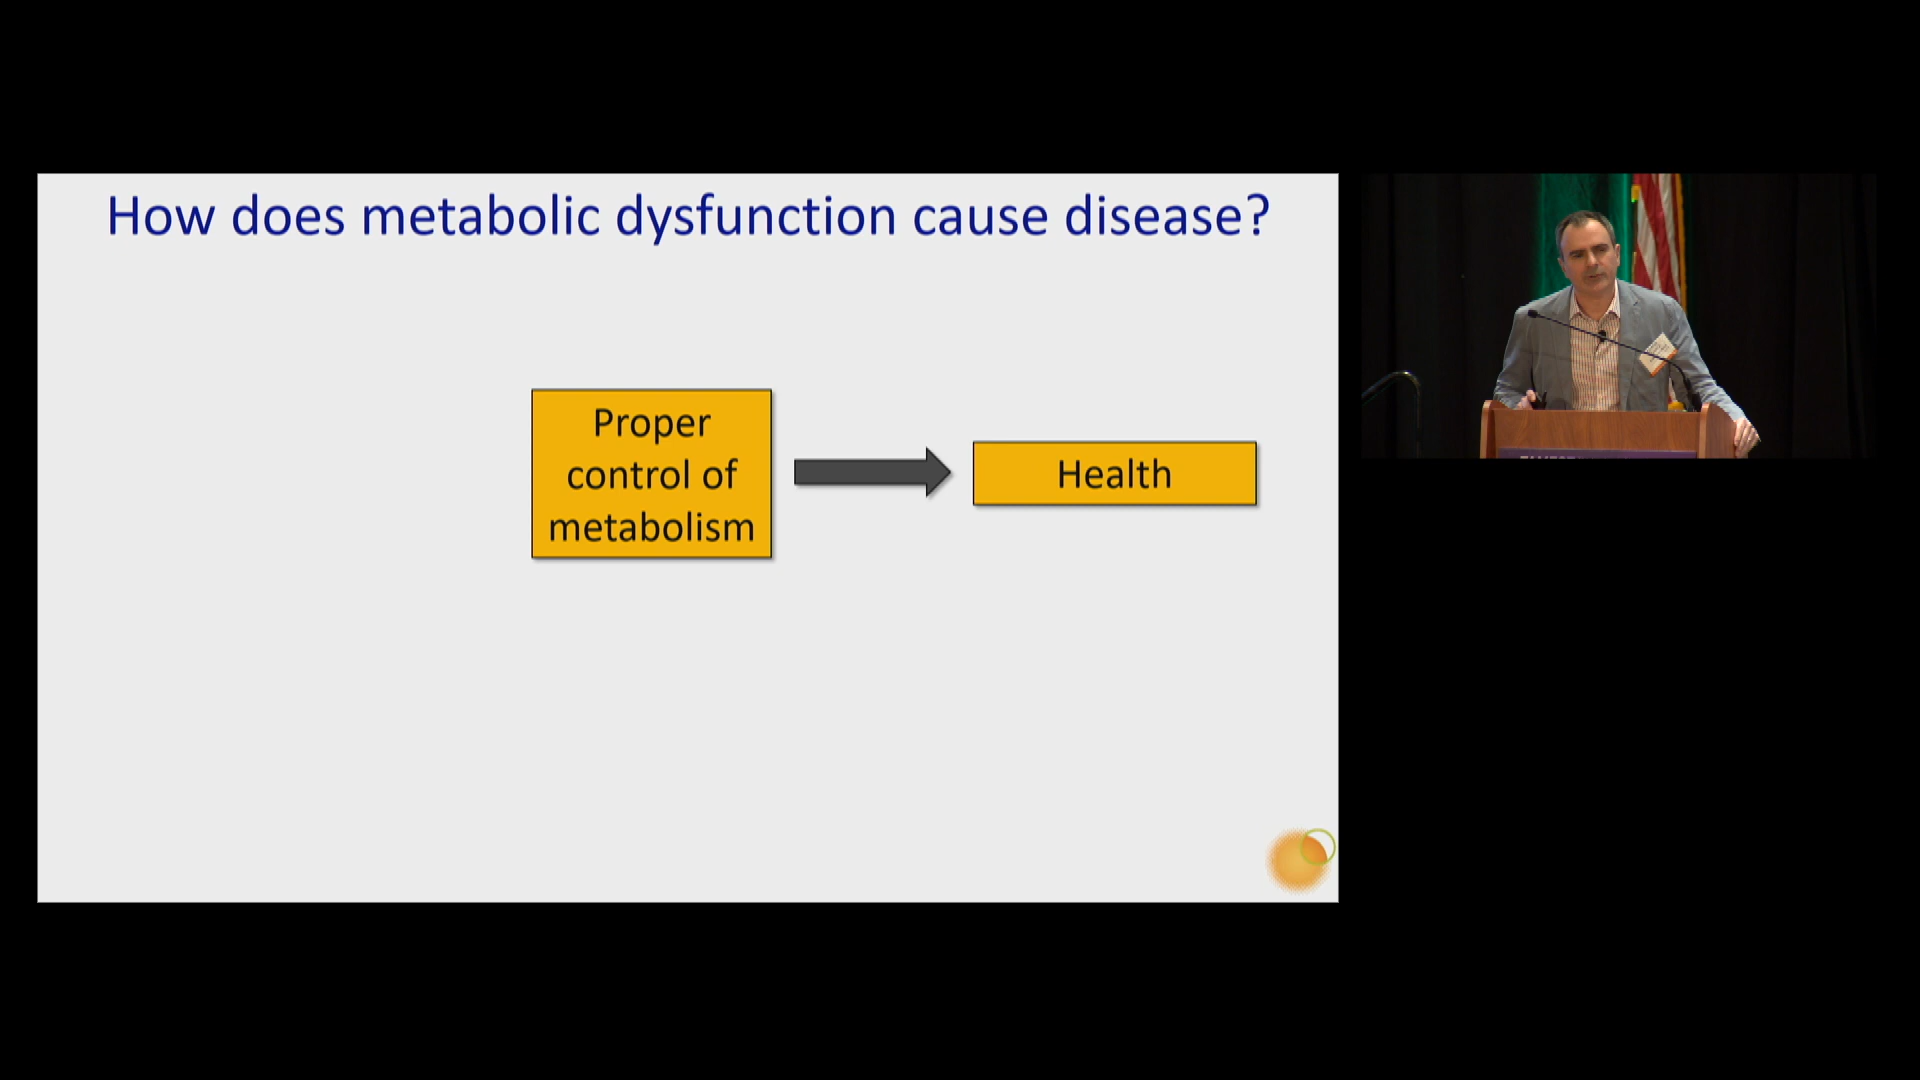 How does metabolic dysfunction cause disease?
Proper
control of
metabolism
Health